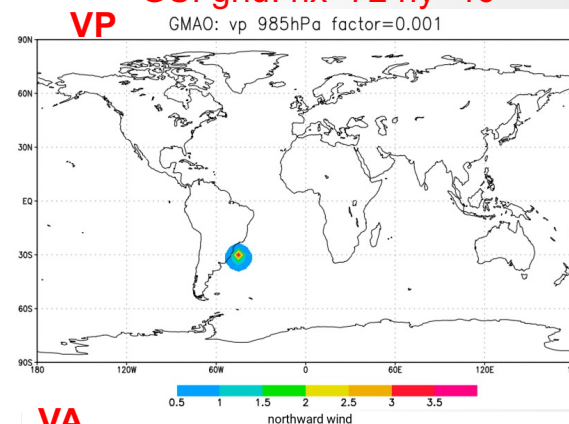 VP
GMAO: vp 985hPa factor=0.001
90N
60N
30N
EQ
30S
60S
90S
180 120W 60W 0 60E 120E
0.5 1 1.5 2 2.5 3 3.5
northward wind
VA